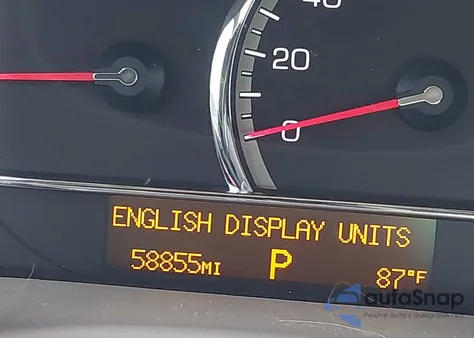 40
20
0
ENGLISH DISPLAY UNITS
58855MI P 87°F
autoSnap